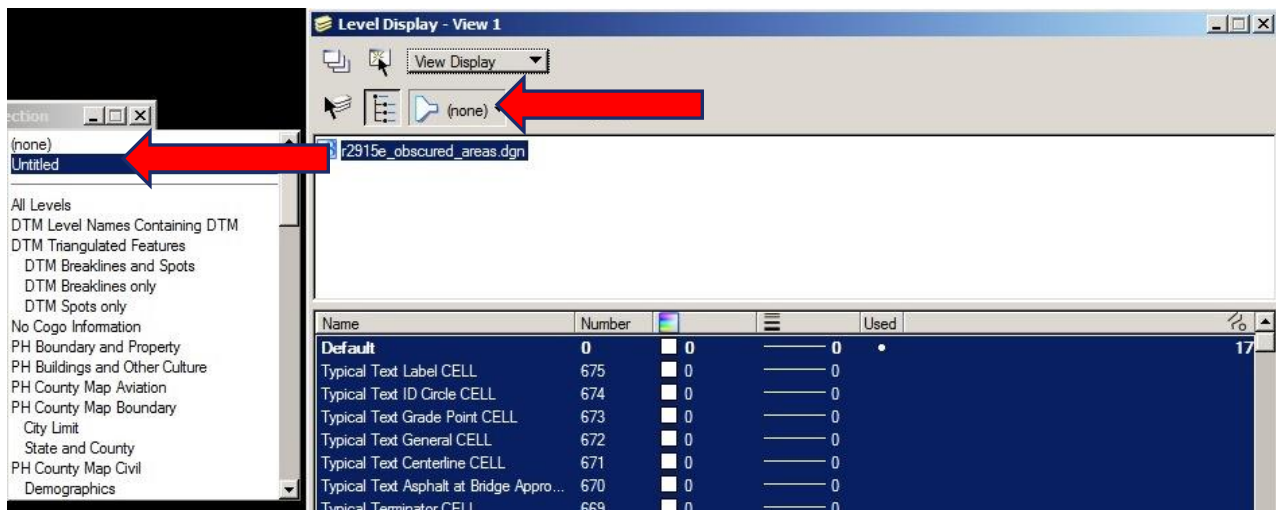 Level Display - View 1
View Display
(none)
ection
(none)
Untitled
All Levels
DTM Level Names Containing DTM
DTM Triangulated Features
DTM Breaklines and Spots
DTM Breaklines only
DTM Spots only
No Cogo Information
PH Boundary and Property
PH Buildings and Other Culture
PH County Map Aviation
PH County Map Boundary
City Limit
State and County
PH County Map Civil
Demographics
r2915e_obscured_areas.dgn
Name Number Used
Default 0 0 0 • 17
Typical Text Label CELL 675 0 0
Typical Text ID Circle CELL 674 0 0
Typical Text Grade Point CELL 673 0 0
Typical Text General CELL 672 0 0
Typical Text Centerline CELL 671 0 0
Typical Text Asphalt at Bridge Appro... 670 0 0
Typical Terminator CELL 669 0 0